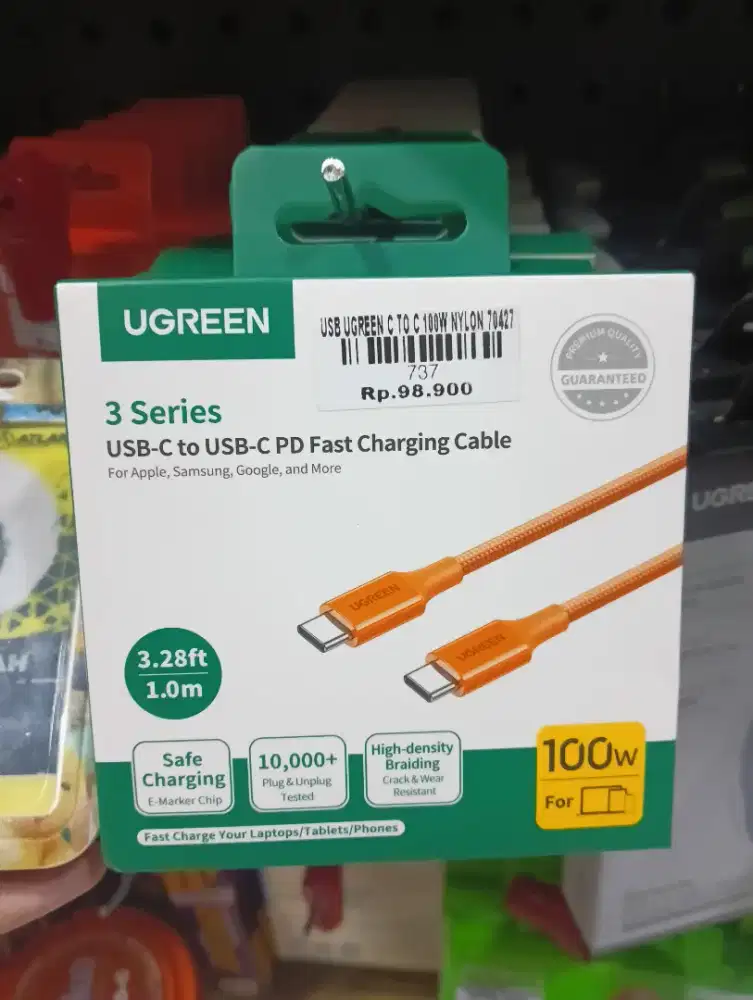 UGREEN
USB UGREEN C TO C 100W NYLON 70427
737
Rp.98.900
PREMIUM QUALITY
GUARANTEED
3 Series
USB-C to USB-C PD Fast Charging Cable
For Apple, Samsung, Google, and More
UGREEN
UGREEN
3.28ft
1.0m
Safe
Charging
E-Marker Chip
10,000+
Plug & Unplug
Tested
High-density
Braiding
Crack & Wear
Resistant
100W
For
Fast Charge Your Laptops/Tablets/Phones